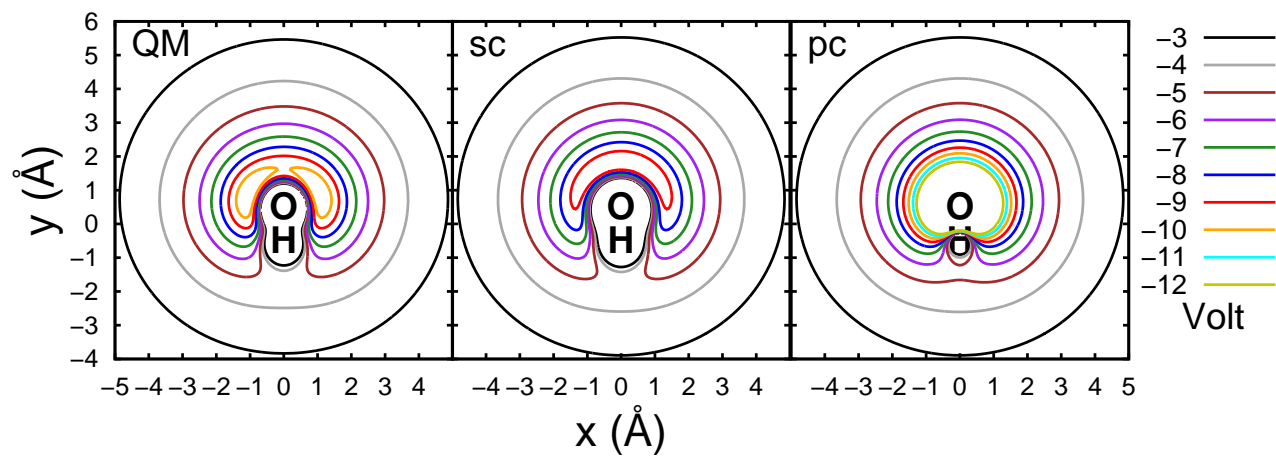 QM
sc
pc
y (Å)
6
5
4
3
2
1
0
−1
−2
−3
−4
O
H
O
H
O
H
−5 −4 −3 −2 −1 0 1 2 3 4
−4 −3 −2 −1 0 1 2 3 4
−4 −3 −2 −1 0 1 2 3 4 5
x (Å)
−3
−4
−5
−6
−7
−8
−9
−10
−11
−12
Volt